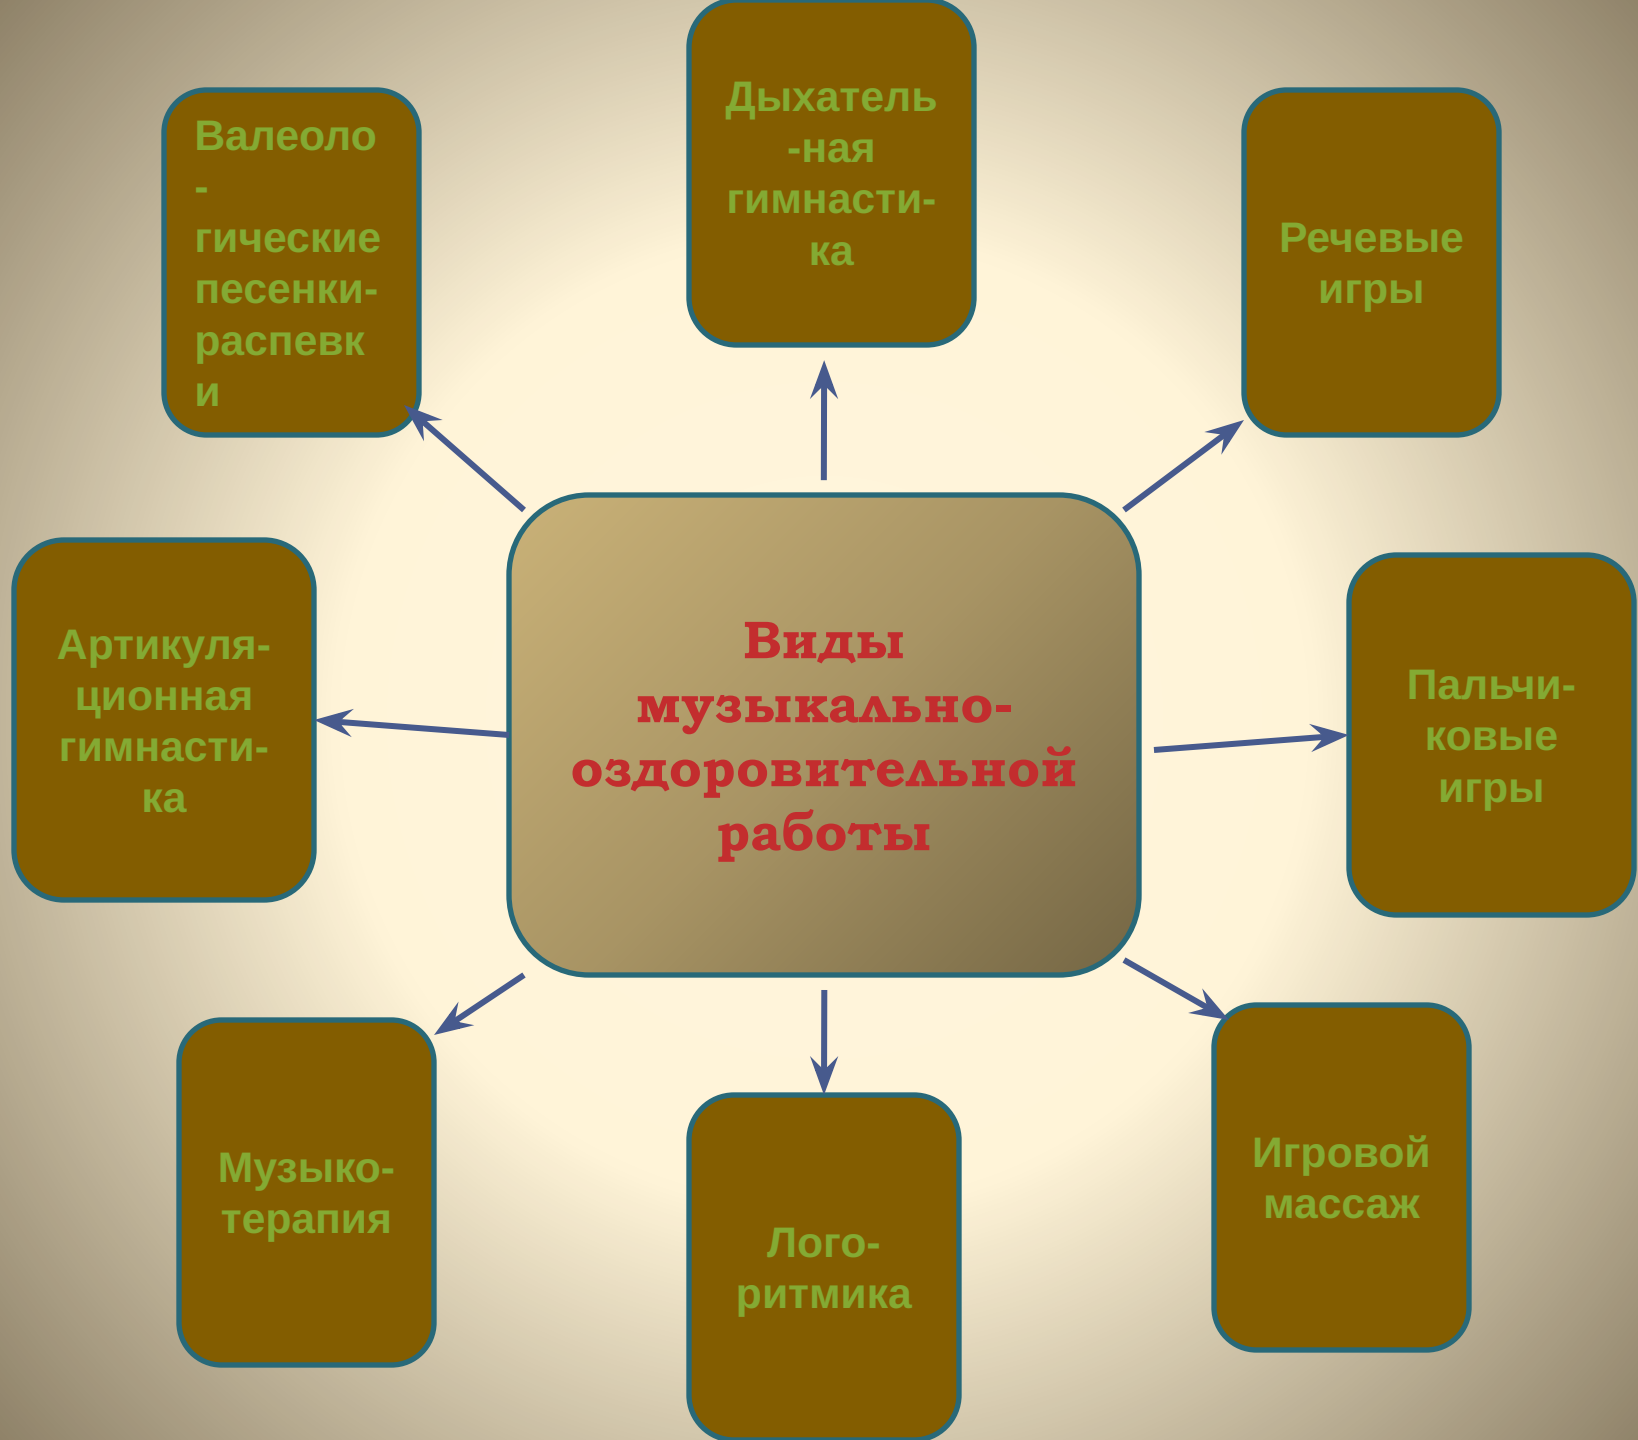 Дыхатель
-ная
гимнасти-
ка
Валеоло
-
гические
песенки-
распевк
и
Речевые
игры
Артикуля-
ционная
гимнасти-
ка
Виды
музыкально-
оздоровительной
работы
Пальчи-
ковые
игры
Музыко-
терапия
Лого-
ритмика
Игровой
массаж